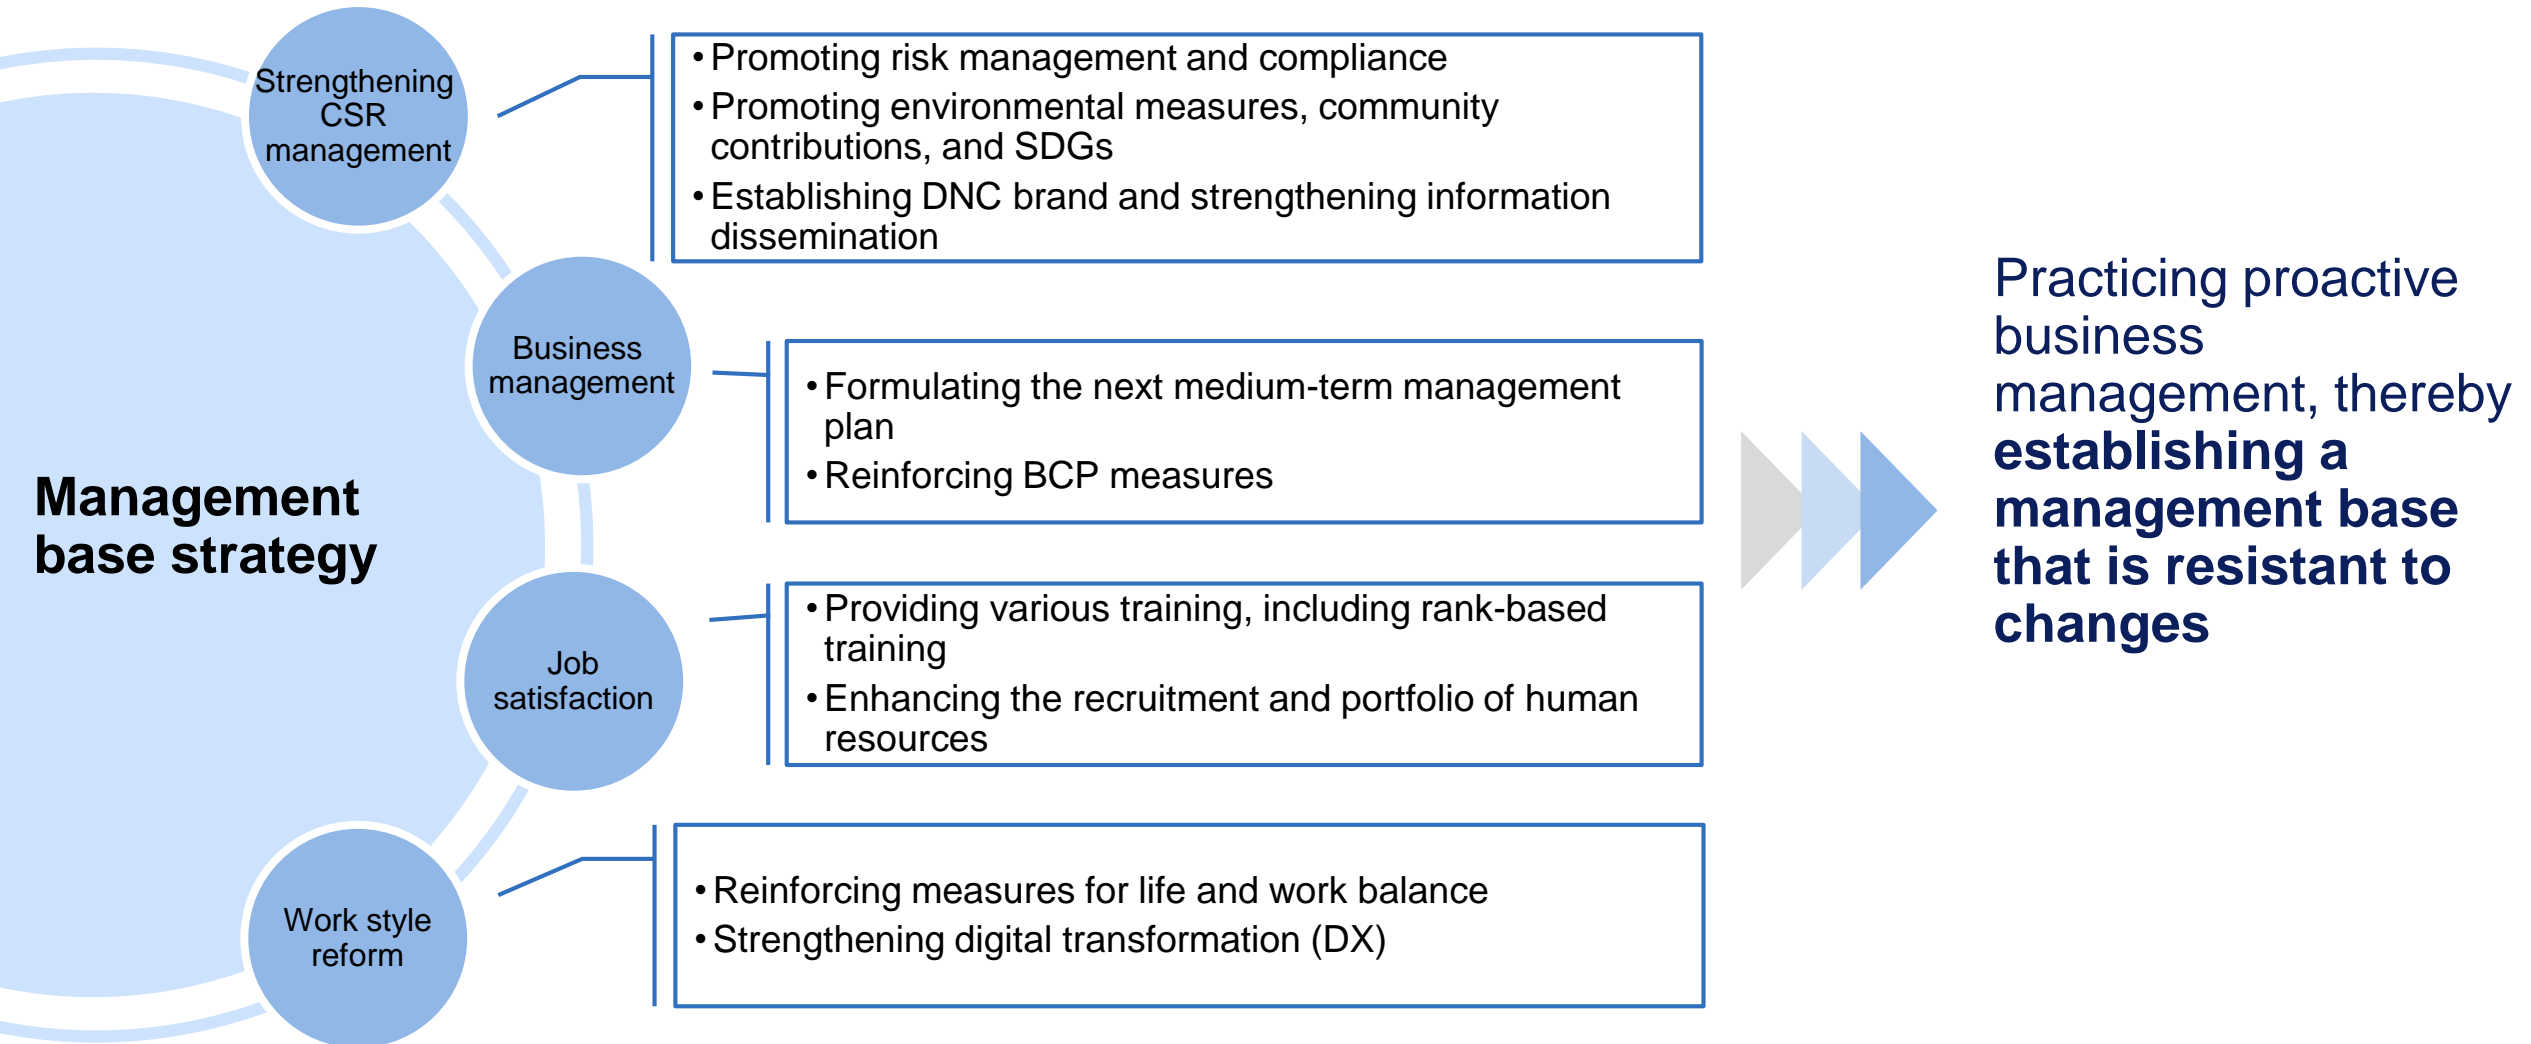 Management
base strategy
Strengthening
CSR
management
• Promoting risk management and compliance
• Promoting environmental measures, community
contributions, and SDGs
• Establishing DNC brand and strengthening information
dissemination
Business
management
• Formulating the next medium-term management
plan
• Reinforcing BCP measures
Job
satisfaction
• Providing various training, including rank-based
training
• Enhancing the recruitment and portfolio of human
resources
Work style
reform
• Reinforcing measures for life and work balance
• Strengthening digital transformation (DX)
Practicing proactive
business
management, thereby
establishing a
management base
that is resistant to
changes